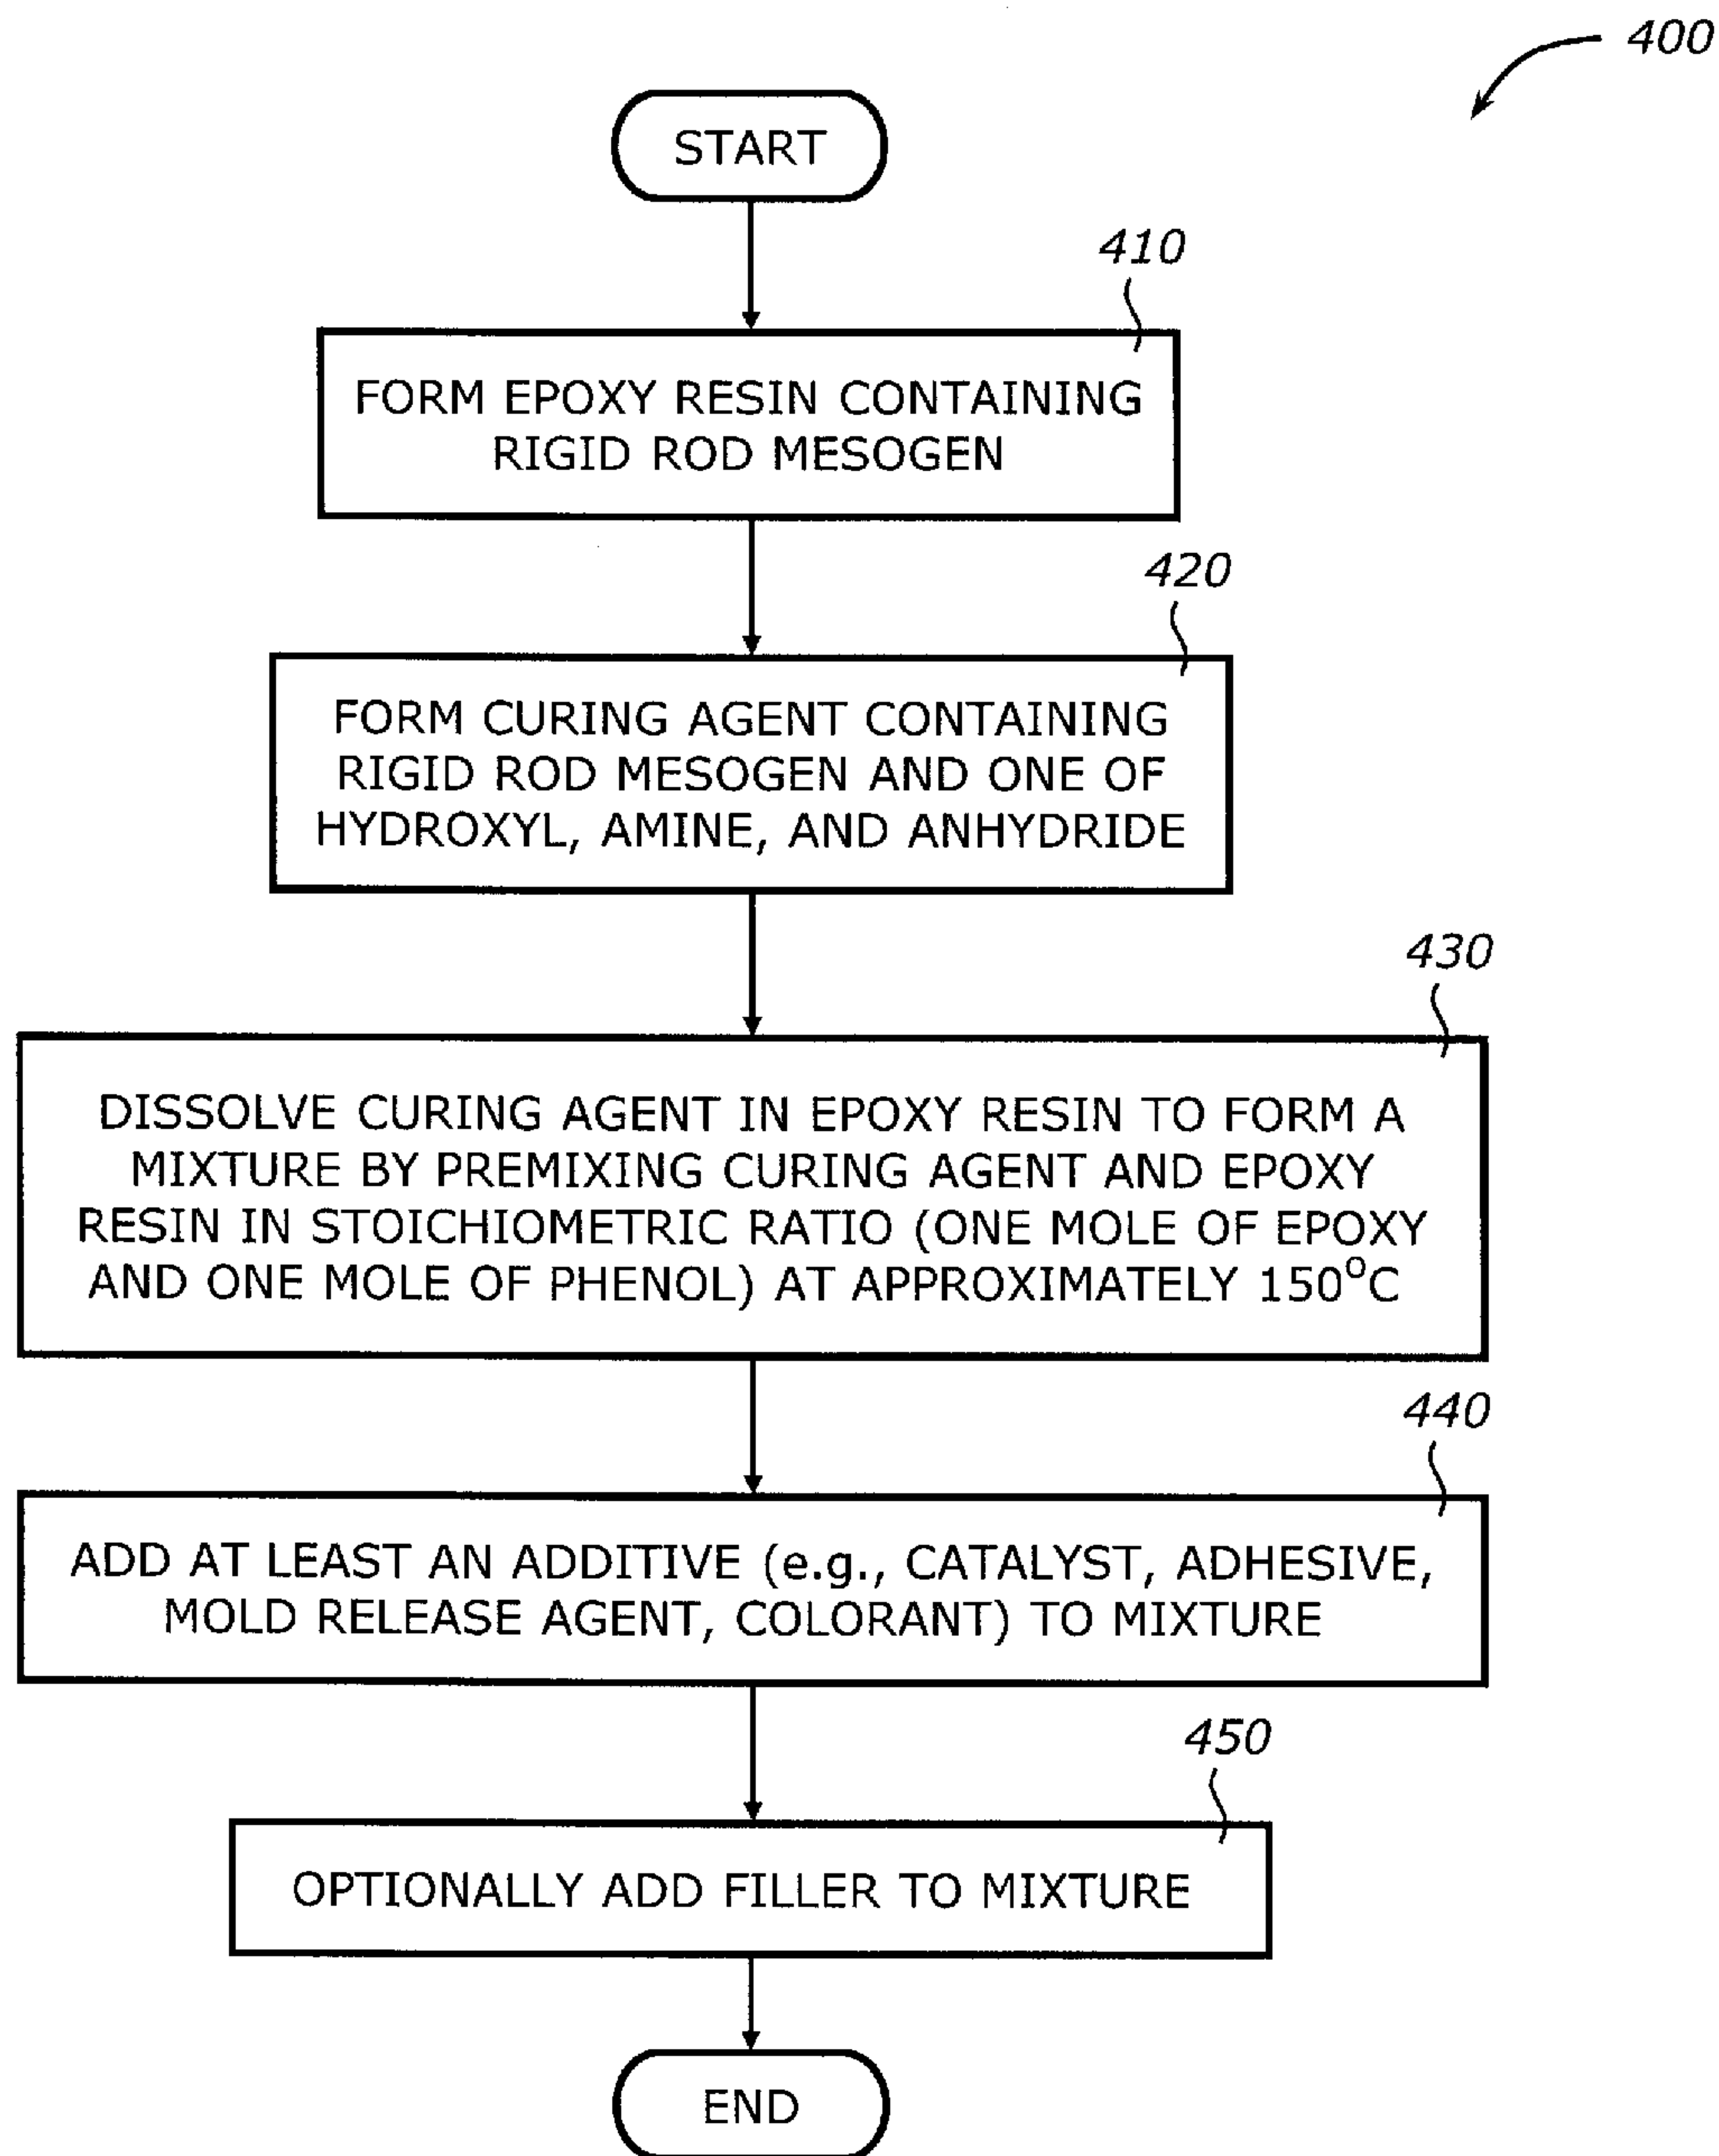 400
START
410
FORM EPOXY RESIN CONTAINING
RIGID ROD MESOGEN
420
FORM CURING AGENT CONTAINING
RIGID ROD MESOGEN AND ONE OF
HYDROXYL, AMINE, AND ANHYDRIDE
430
DISSOLVE CURING AGENT IN EPOXY RESIN TO FORM A
MIXTURE BY PREMIXING CURING AGENT AND EPOXY
RESIN IN STOICHIOMETRIC RATIO (ONE MOLE OF EPOXY
AND ONE MOLE OF PHENOL) AT APPROXIMATELY 150°C
440
ADD AT LEAST AN ADDITIVE (e.g., CATALYST, ADHESIVE,
MOLD RELEASE AGENT, COLORANT) TO MIXTURE
450
OPTIONALLY ADD FILLER TO MIXTURE
END